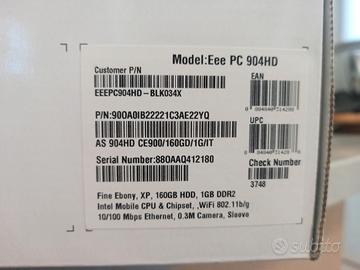 Model:Eee PC 904HD
Customer P/N
EEEPC904HD-BLK034X
EAN
P/N:900A0IB22221C3AE22YQ
UPC
AS 904HD CE900/160GD/1G/IT
Serial Number:880AAQ412180
Check Number
3748
Fine Ebony, XP, 160GB HDD, 1GB DDR2
Intel Mobile CPU & Chipset, ,WiFi 802.11b/g
10/100 Mbps Ethernet, 0.3M Camera, Sleeve
subito